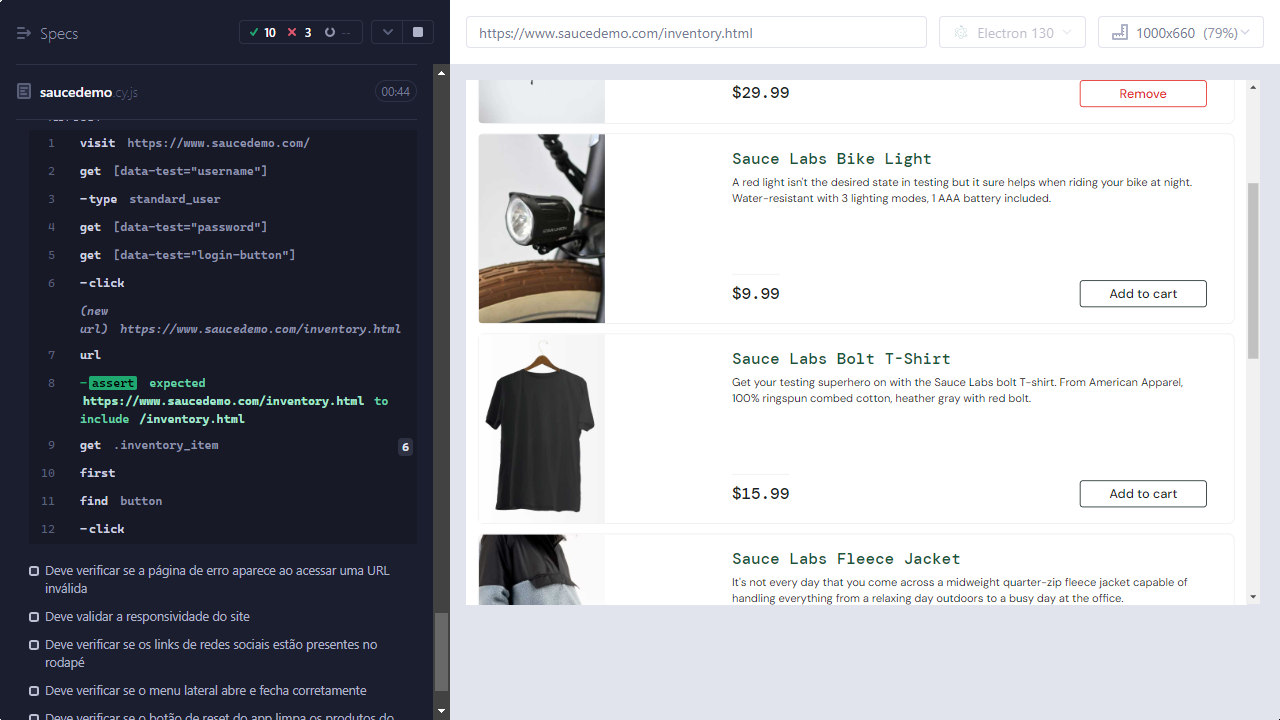 Specs
10
3
--
saucedemo.cy.js
00:44
1 visit https://www.saucedemo.com/
2 get [data-test="username"]
3 -type standard_user
4 get [data-test="password"]
5 get [data-test="login-button"]
6 -click
(new
url) https://www.saucedemo.com/inventory.html
7 url
8 -assert expected
https://www.saucedemo.com/inventory.html to
include /inventory.html
9 get .inventory_item 6
10 first
11 find button
12 -click
Deve verificar se a página de erro aparece ao acessar uma URL
inválida
Deve validar a responsividade do site
Deve verificar se os links de redes sociais estão presentes no
rodapé
Deve verificar se o menu lateral abre e fecha corretamente
Deve verificar se o botão de reset do app limpa os produtos do
https://www.saucedemo.com/inventory.html
Electron 130
1000x660 (79%)
$29.99
Remove
Sauce Labs Bike Light
A red light isn't the desired state in testing but it sure helps when riding your bike at night.
Water-resistant with 3 lighting modes, 1 AAA battery included.
$9.99
Add to cart
Sauce Labs Bolt T-Shirt
Get your testing superhero on with the Sauce Labs bolt T-shirt. From American Apparel,
100% ringspun combed cotton, heather gray with red bolt.
$15.99
Add to cart
Sauce Labs Fleece Jacket
It's not every day that you come across a midweight quarter-zip fleece jacket capable of
handling everything from a relaxing day outdoors to a busy day at the office.